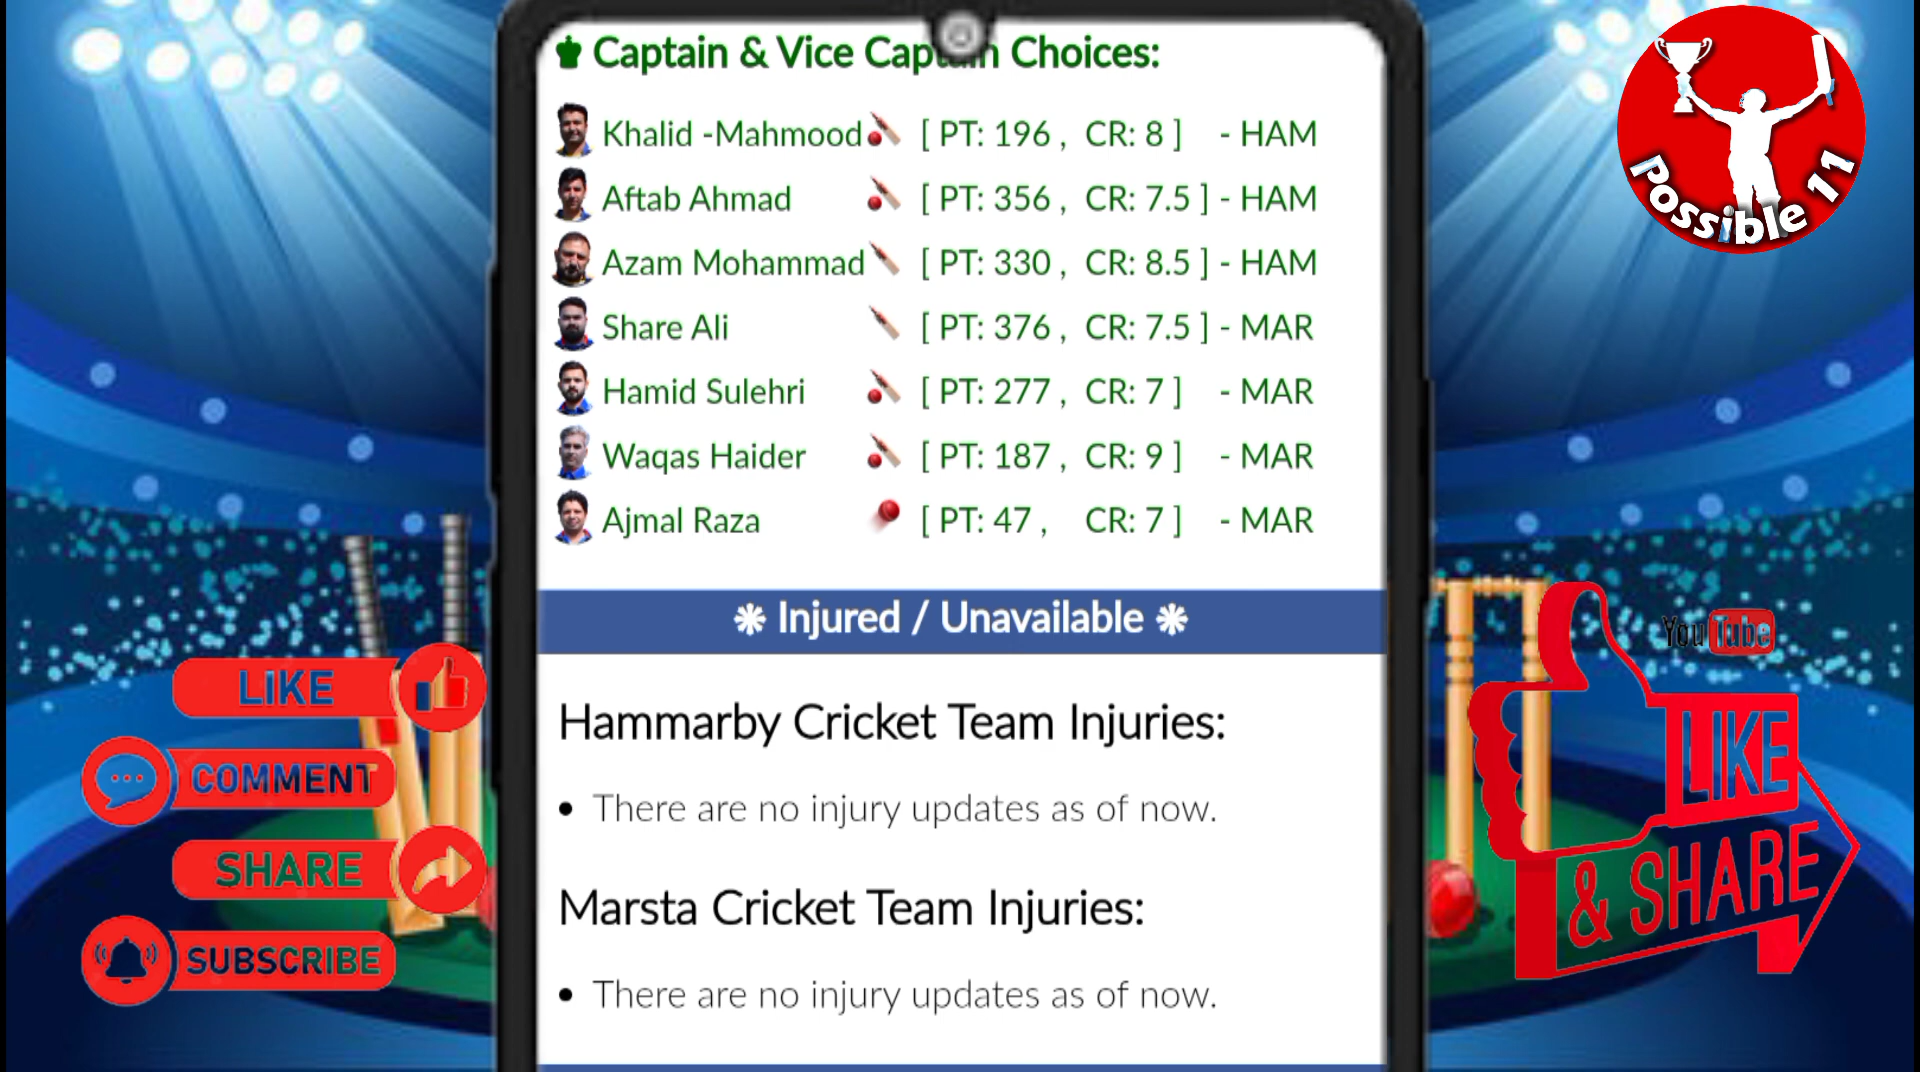 Captain & Vice Captain Choices:
Khalid -Mahmood [ PT: 196 , CR: 8 ] - HAM
Aftab Ahmad [ PT: 356 , CR: 7.5 ] - HAM
Azam Mohammad [ PT: 330 , CR: 8.5 ] - HAM
Share Ali [ PT: 376 , CR: 7.5 ] - MAR
Hamid Sulehri [ PT: 277 , CR: 7 ] - MAR
Waqas Haider [ PT: 187 , CR: 9 ] - MAR
Ajmal Raza [ PT: 47 , CR: 7 ] - MAR
Injured / Unavailable
Hammarby Cricket Team Injuries:
• There are no injury updates as of now.
Marsta Cricket Team Injuries:
• There are no injury updates as of now.
LIKE
COMMENT
SHARE
SUBSCRIBE
Possible 11
YouTube
LIKE
& SHARE